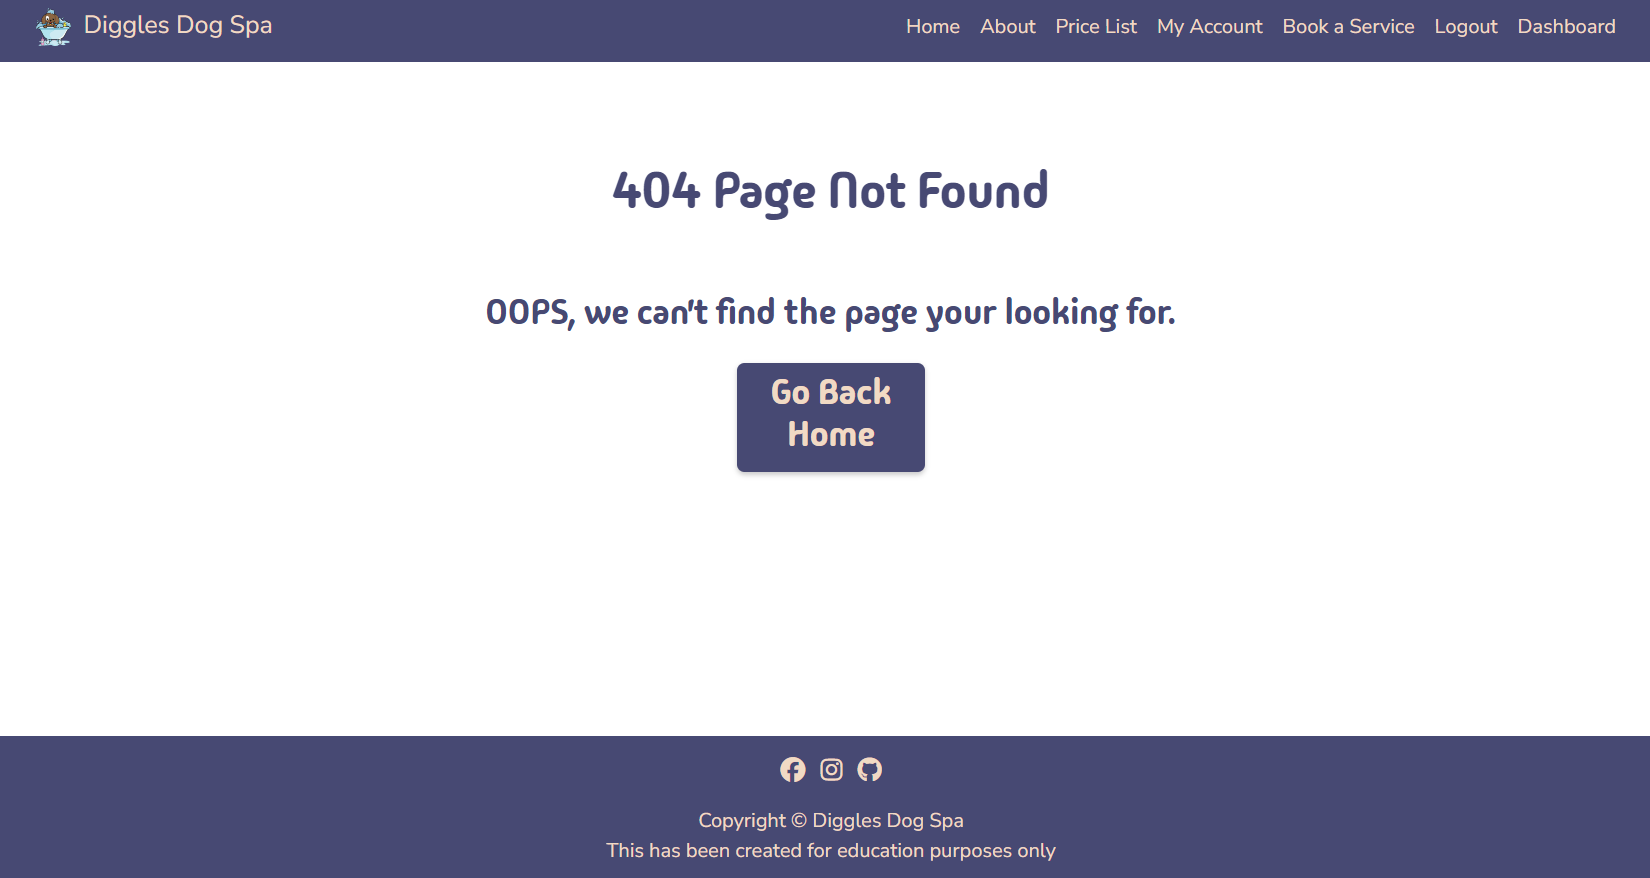 Diggles Dog Spa
Home About Price List My Account Book a Service Logout Dashboard
404 Page Not Found
OOPS, we can't find the page your looking for.
Go Back
Home
Copyright © Diggles Dog Spa
This has been created for education purposes only